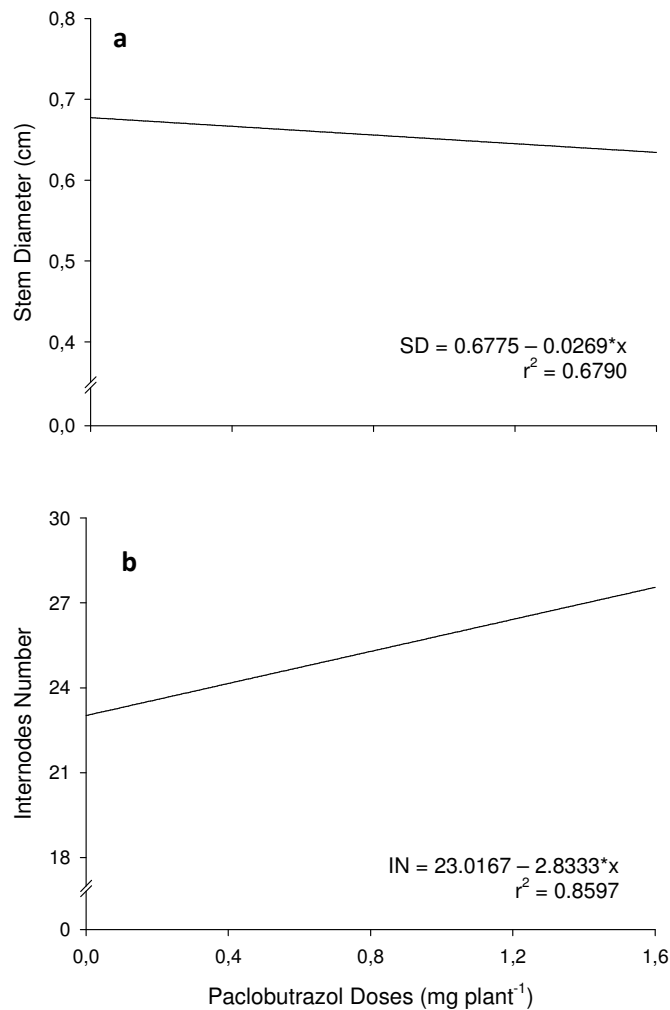 0,8
a
0,7
0,6
0,5
0,4
0,0
Stem Diameter (cm)
SD = 0.6775 – 0.0269*x
r² = 0.6790
30
b
27
24
21
18
0
Internodes Number
IN = 23.0167 – 2.8333*x
r² = 0.8597
0,0 0,4 0,8 1,2 1,6
Paclobutrazol Doses (mg plant⁻¹)